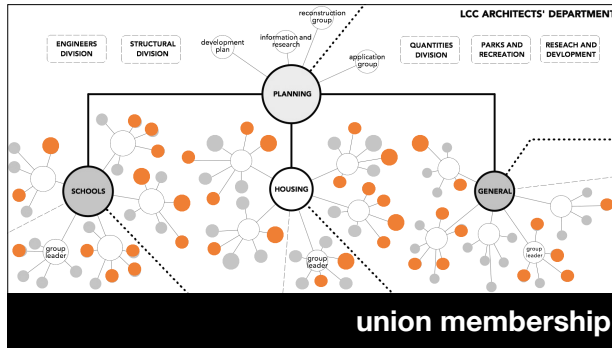 LCC ARCHITECTS' DEPARTMENT
reconstruction
group
information and
research
development
plan
application
group
ENGINEERS
DIVISION
STRUCTURAL
DIVISION
QUANTITIES
DIVISION
PARKS AND
RECREATION
RESEACH AND
DEVLOPMENT
PLANNING
SCHOOLS
HOUSING
GENERAL
group
leader
group
leader
group
leader
union membership